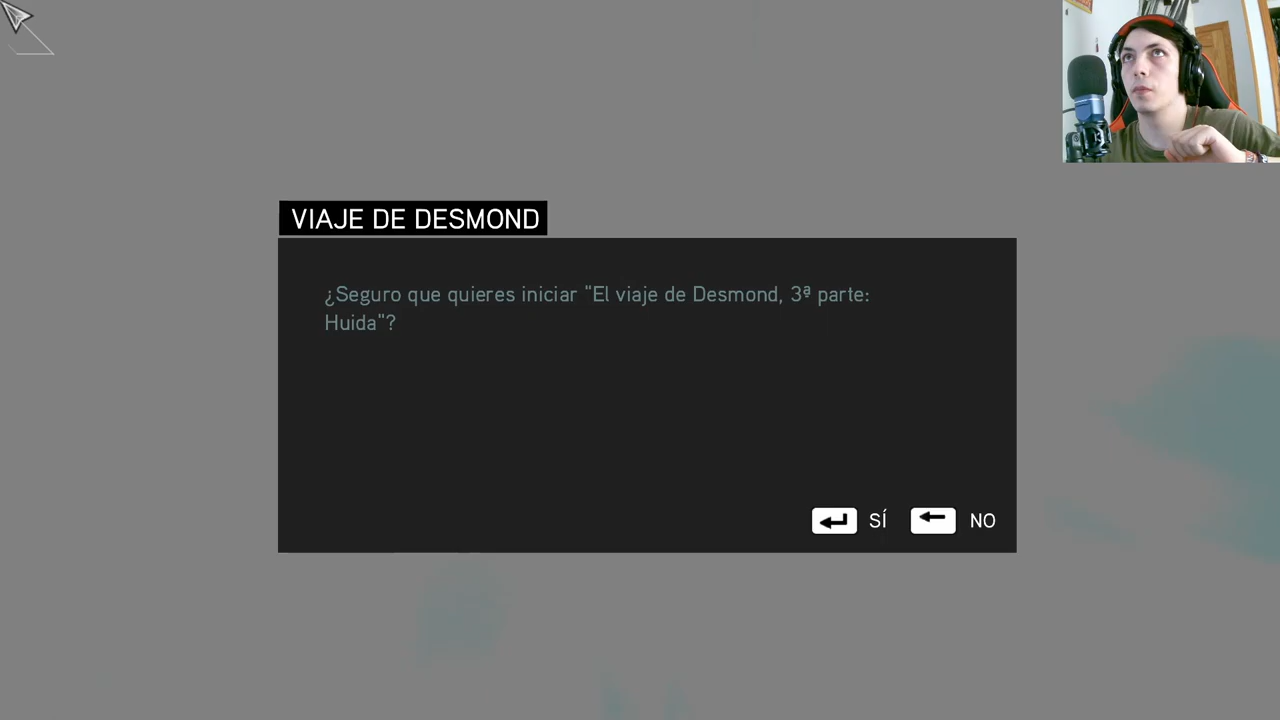 VIAJE DE DESMOND
¿Seguro que quieres iniciar "El viaje de Desmond, 3ª parte:
Huida"?
SÍ NO